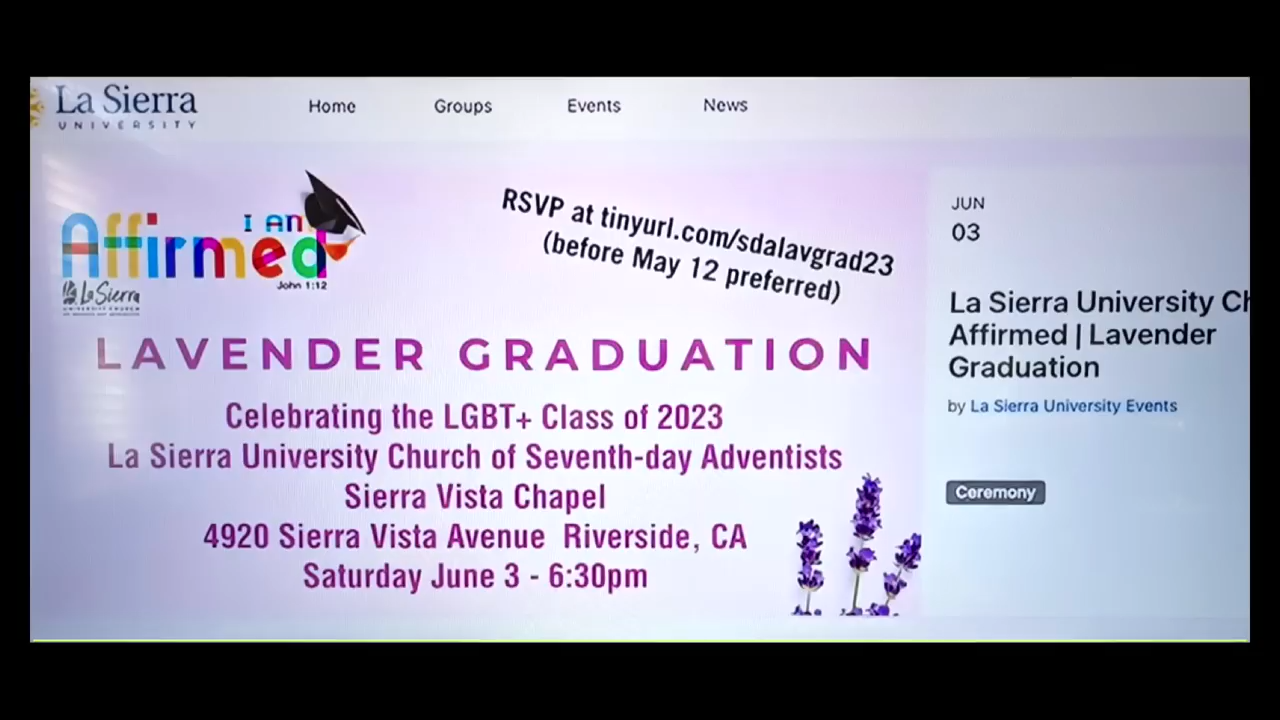 La Sierra
UNIVERSITY
Home
Groups
Events
News
I AM
Affirmed
John 1:12
La Sierra
UNIVERSITY CHURCH
RSVP at tinyurl.com/sdalavgrad23
(before May 12 preferred)
LAVENDER GRADUATION
Celebrating the LGBT+ Class of 2023
La Sierra University Church of Seventh-day Adventists
Sierra Vista Chapel
4920 Sierra Vista Avenue Riverside, CA
Saturday June 3 - 6:30pm
JUN
03
La Sierra University Ch
Affirmed | Lavender
Graduation
by La Sierra University Events
Ceremony